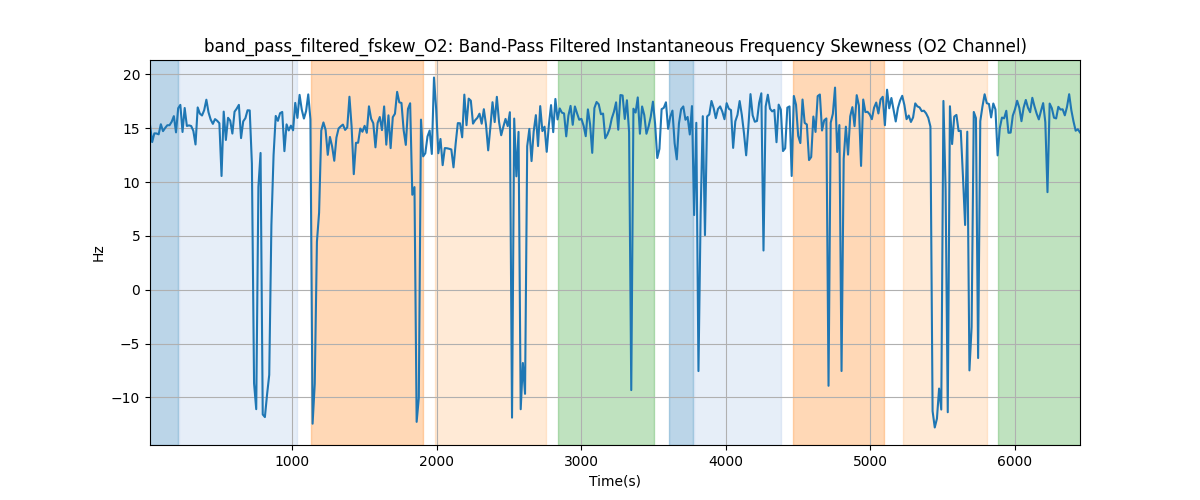 band_pass_filtered_fskew_O2: Band-Pass Filtered Instantaneous Frequency Skewness (O2 Channel)
20
15
10
5
0
−5
−10
Hz
1000 2000 3000 4000 5000 6000
Time(s)